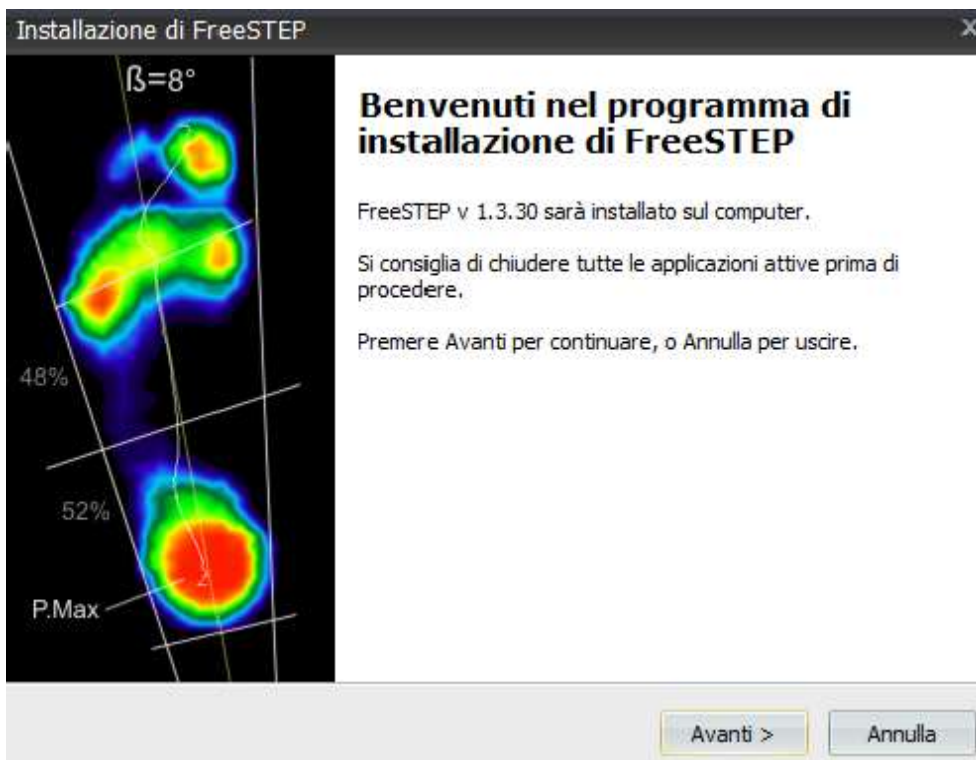 Installazione di FreeSTEP
X
ß=8°
48%
52%
P.Max
Benvenuti nel programma di
installazione di FreeSTEP
FreeSTEP v 1.3.30 sarà installato sul computer.
Si consiglia di chiudere tutte le applicazioni attive prima di
procedere.
Premere Avanti per continuare, o Annulla per uscire.
Avanti >
Annulla